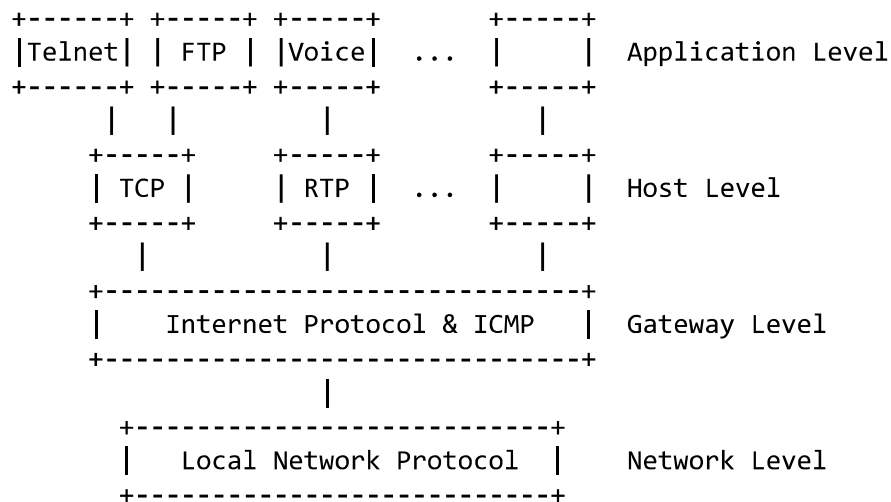 +------+ +-----+ +-----+       +-----+
|Telnet| | FTP | |Voice|  ...  |     |  Application Level
+------+ +-----+ +-----+       +-----+
      |   |         |             |
     +-----+     +-----+       +-----+
     | TCP |     | RTP |  ...  |     |  Host Level
     +-----+     +-----+       +-----+
        |           |             |
     +-------------------------------+
     |    Internet Protocol & ICMP   |  Gateway Level
     +-------------------------------+
                    |
       +---------------------------+
       |   Local Network Protocol  |    Network Level
       +---------------------------+